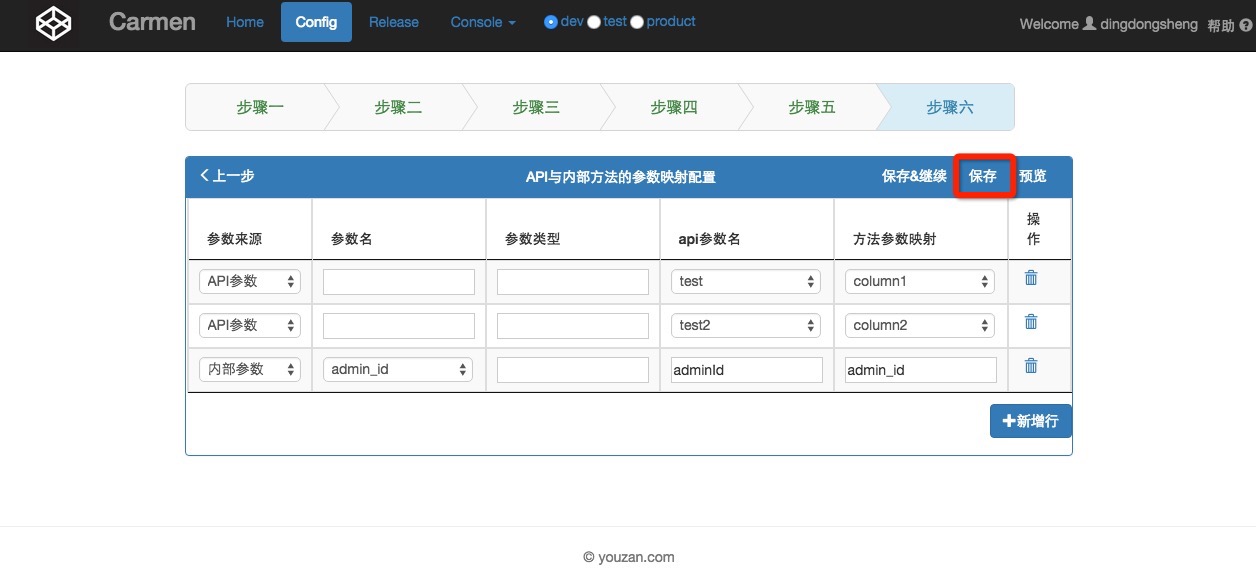 Carmen Home Config Release Console dev test product Welcome dingdongsheng 帮助
步骤一 步骤二 步骤三 步骤四 步骤五 步骤六
上一步 API与内部方法的参数映射配置 保存&继续 保存 预览
参数来源 参数名 参数类型 api参数名 方法参数映射 操作
API参数 test column1
API参数 test2 column2
内部参数 admin_id adminId admin_id
新增行
© youzan.com